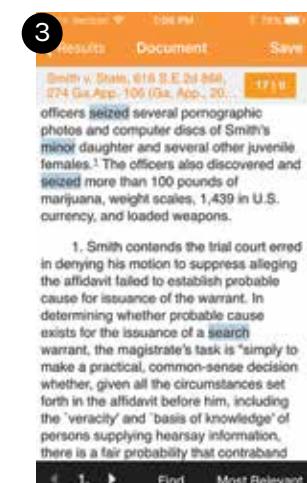 3
Verizon 1:06 PM 78%
Results Document Save
Smith v. State, 616 S.E.2d 868,
274 Ga.App. 106 (Ga. App., 20...
17 | 0
officers seized several pornographic
photos and computer discs of Smith's
minor daughter and several other juvenile
females.1 The officers also discovered and
seized more than 100 pounds of
marijuana, weight scales, 1,439 in U.S.
currency, and loaded weapons.
1. Smith contends the trial court erred
in denying his motion to suppress alleging
the affidavit failed to establish probable
cause for issuance of the warrant. In
determining whether probable cause
exists for the issuance of a search
warrant, the magistrate's task is "simply to
make a practical, common-sense decision
whether, given all the circumstances set
forth in the affidavit before him, including
the `veracity' and `basis of knowledge' of
persons supplying hearsay information,
there is a fair probability that contraband
1. Find Most Relevant